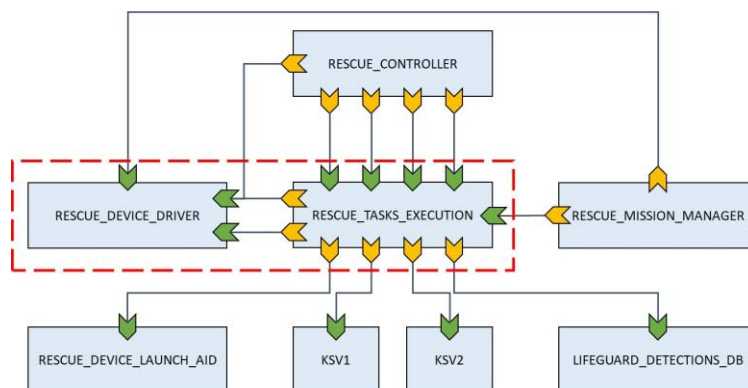 RESCUE_CONTROLLER
RESCUE_DEVICE_DRIVER
RESCUE_TASKS_EXECUTION
RESCUE_MISSION_MANAGER
RESCUE_DEVICE_LAUNCH_AID
KSV1
KSV2
LIFEGUARD_DETECTIONS_DB